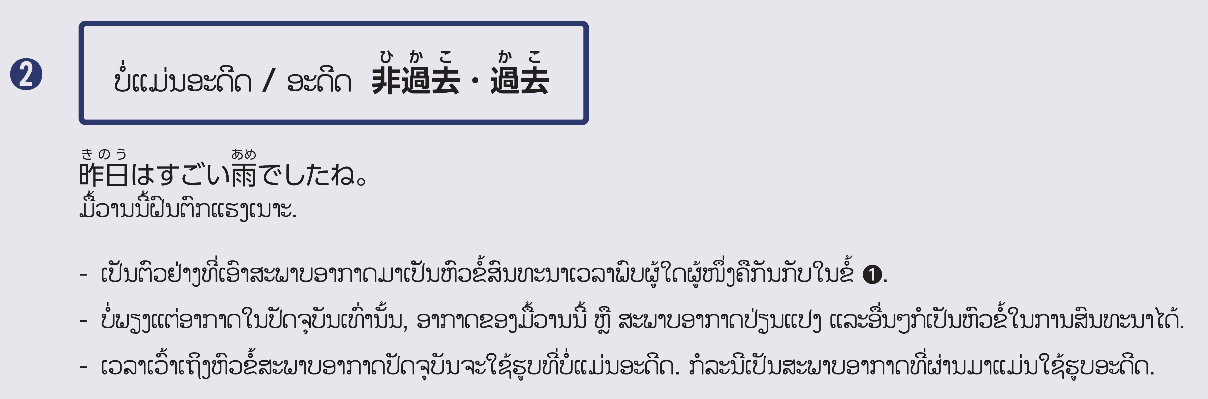 ❷ ບໍ່ແມ່ນອະດີດ / ອະດີດ 非過去・過去
ひかこ かこ
きのう あめ
昨日はすごい雨でしたね。
ມື້ວານນີ້ຝົນຕົກແຮງເນາະ.
- ເປັນຕົວຢ່າງທີ່ເອົາສະພາບອາກາດມາເປັນຫົວຂໍ້ສົນທະນາເວລາພົບຜູ້ໃດຜູ້ໜຶ່ງຄືກັນກັບໃນຂໍ້ ❶.
- ບໍ່ພຽງແຕ່ອາກາດໃນປັດຈຸບັນເທົ່ານັ້ນ, ອາກາດຂອງມື້ວານນີ້ ຫຼື ສະພາບອາກາດປ່ຽນແປງ ແລະອື່ນໆກໍເປັນຫົວຂໍ້ໃນການສົນທະນາໄດ້.
- ເວລາເວົ້າເຖິງຫົວຂໍ້ສະພາບອາກາດປັດຈຸບັນຈະໃຊ້ຮູບທີ່ບໍ່ແມ່ນອະດີດ. ກໍລະນີເປັນສະພາບອາກາດທີ່ຜ່ານມາແມ່ນໃຊ້ຮູບອະດີດ.